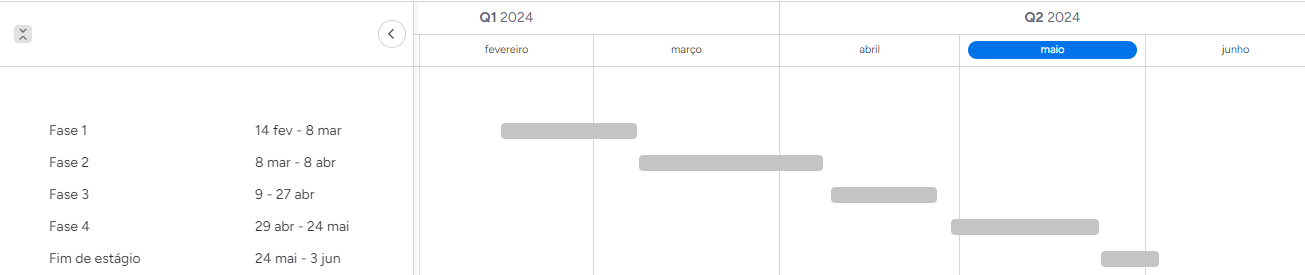 Q1 2024 Q2 2024
fevereiro março abril maio junho
Fase 1 14 fev - 8 mar
Fase 2 8 mar - 8 abr
Fase 3 9 - 27 abr
Fase 4 29 abr - 24 mai
Fim de estágio 24 mai - 3 jun